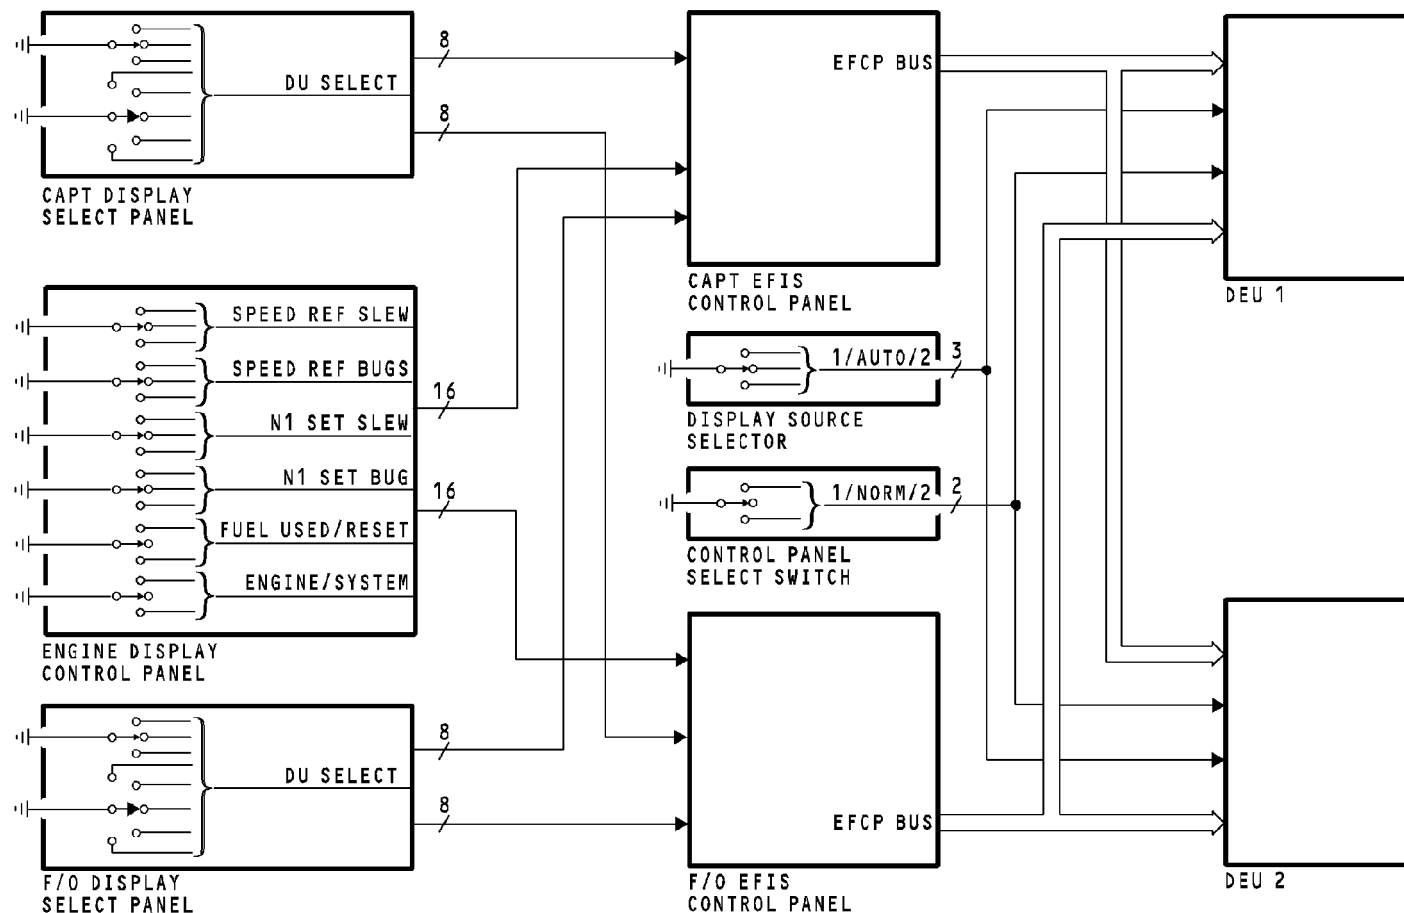 DU SELECT
8
8
CAPT DISPLAY
SELECT PANEL
EFCP BUS
CAPT EFIS
CONTROL PANEL
DEU 1
SPEED REF SLEW
SPEED REF BUGS
N1 SET SLEW
N1 SET BUG
FUEL USED/RESET
ENGINE/SYSTEM
16
16
ENGINE DISPLAY
CONTROL PANEL
1/AUTO/2
3
DISPLAY SOURCE
SELECTOR
1/NORM/2
2
CONTROL PANEL
SELECT SWITCH
DU SELECT
8
8
F/O DISPLAY
SELECT PANEL
EFCP BUS
F/O EFIS
CONTROL PANEL
DEU 2